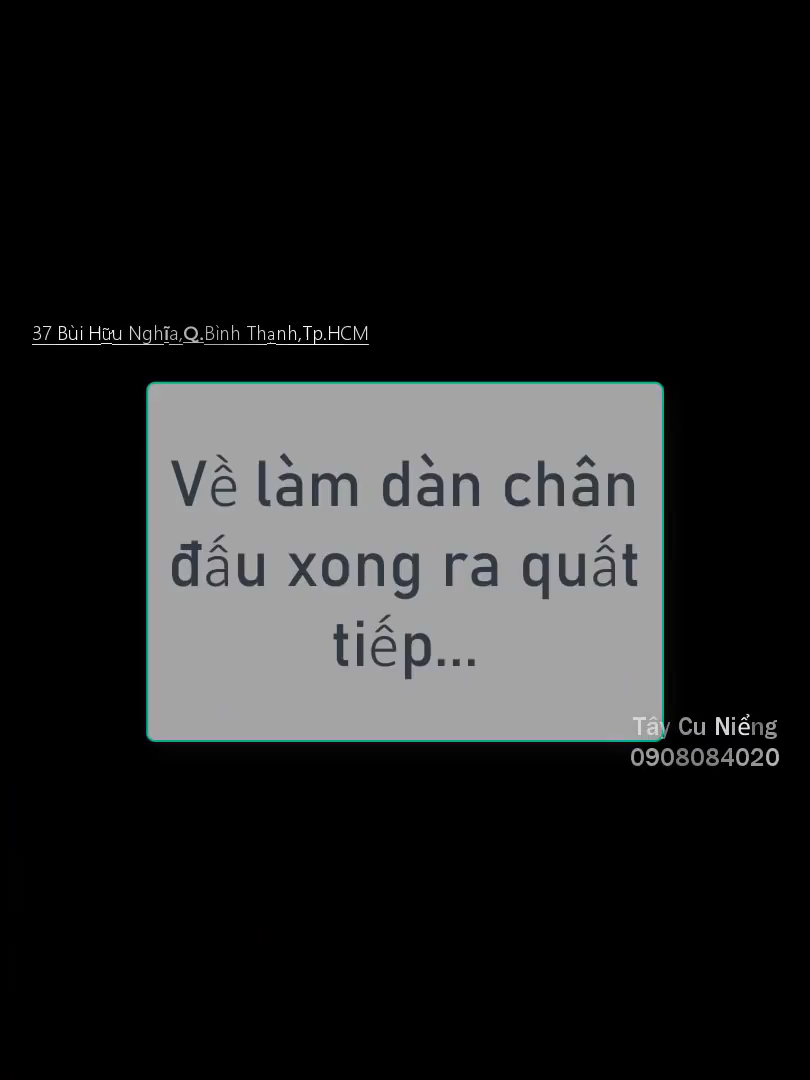 37 Bùi Hữu Nghĩa,Q.Bình Thạnh,Tp.HCM
Về làm dàn chân
đấu xong ra quất
tiếp...
Tây Cu Niểng
0908084020